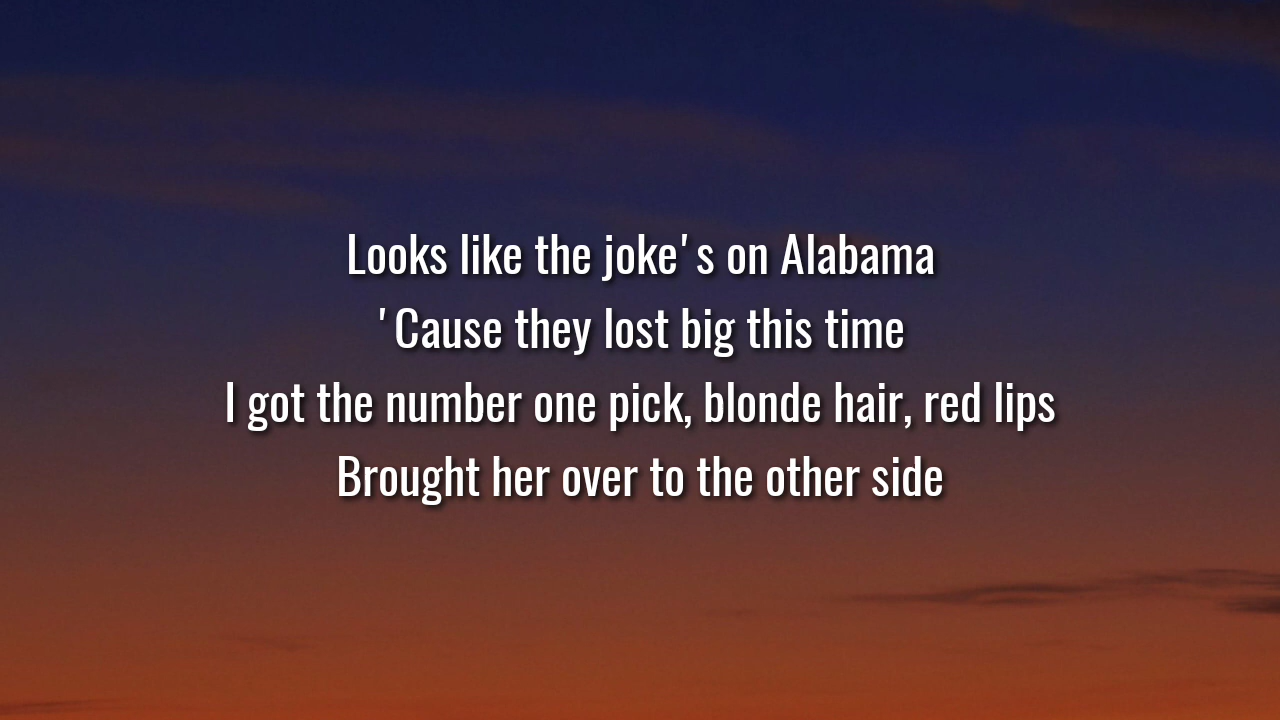 Looks like the joke's on Alabama
'Cause they lost big this time
I got the number one pick, blonde hair, red lips
Brought her over to the other side